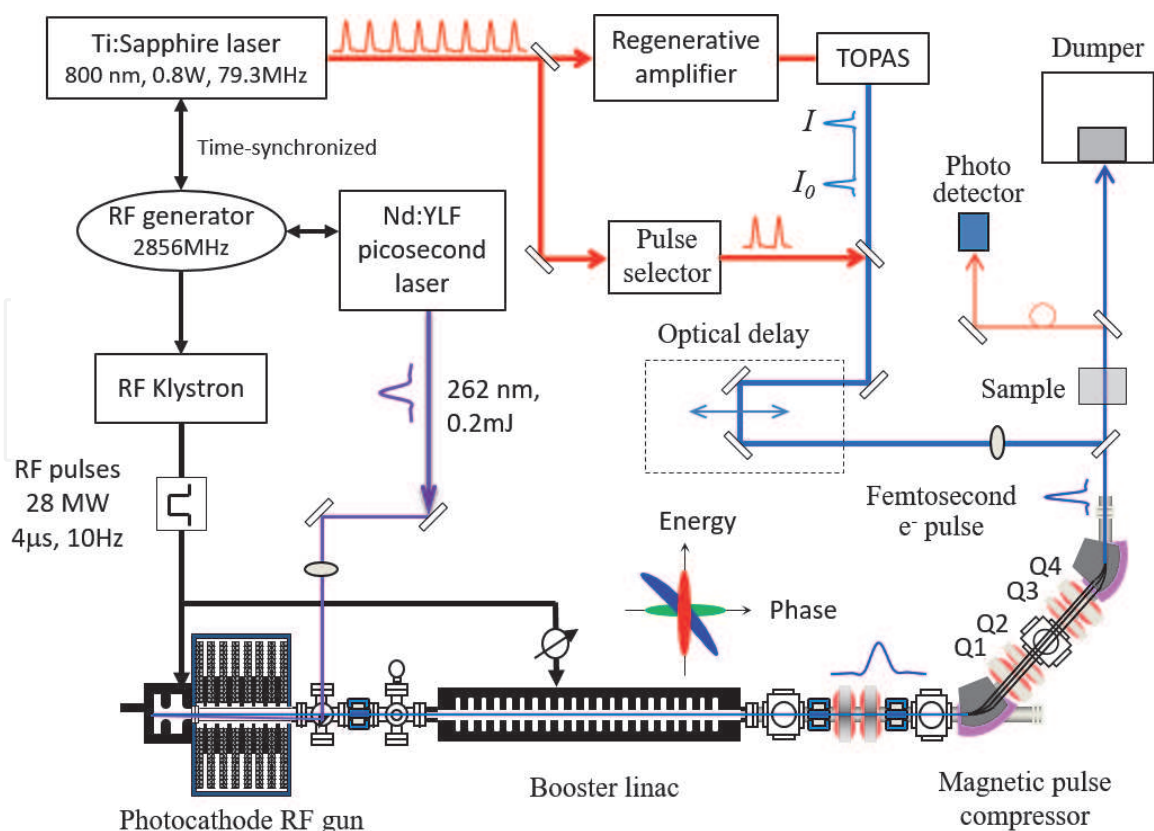 Ti:Sapphire laser
800 nm, 0.8W, 79.3MHz
Regenerative
amplifier
TOPAS
Dumper
Time-synchronized
I
I₀
Photo
detector
RF generator
2856MHz
Nd:YLF
picosecond
laser
Pulse
selector
Optical delay
RF Klystron
262 nm,
0.2mJ
Sample
RF pulses
28 MW
4μs, 10Hz
Femtosecond
e⁻ pulse
Energy
Phase
Q4
Q3
Q2
Q1
Booster linac
Magnetic pulse
compressor
Photocathode RF gun